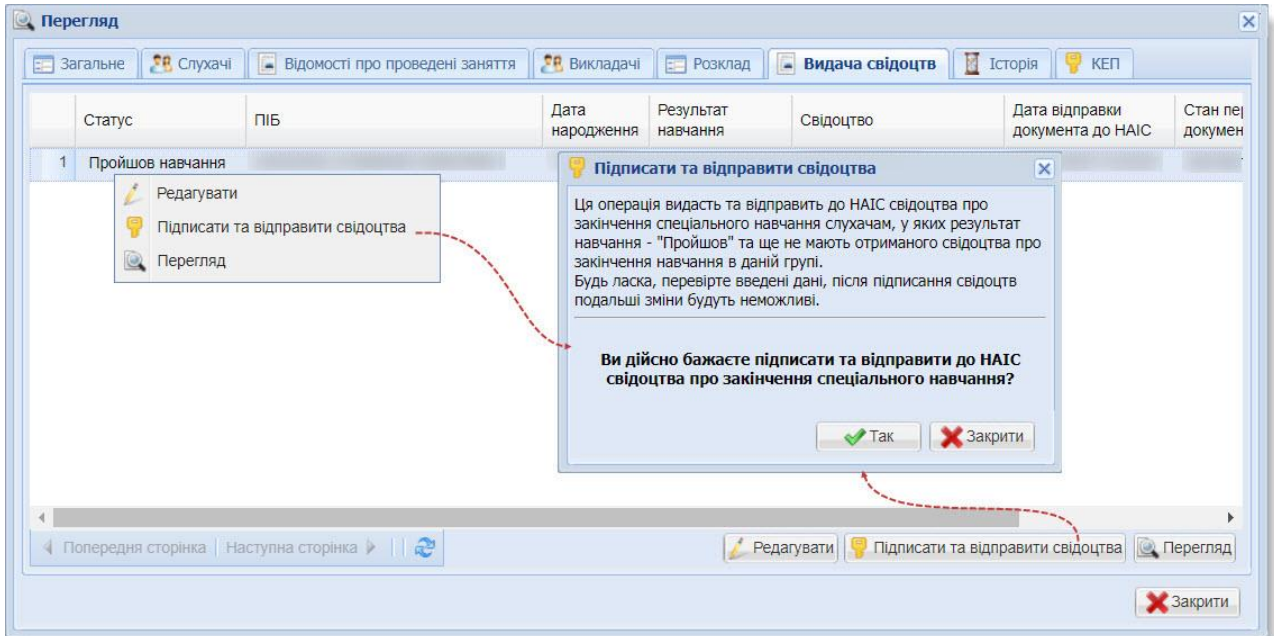 Перегляд
Загальне Слухачі Відомості про проведені заняття Викладачі Розклад Видача свідоцтв Історія КЕП
Статус ПІБ Дата народження Результат навчання Свідоцтво Дата відправки документа до НАІС Стан пер докумен
1 Пройшов навчання
Редагувати
Підписати та відправити свідоцтва
Перегляд
Підписати та відправити свідоцтва
Ця операція видасть та відправить до НАІС свідоцтва про
закінчення спеціального навчання слухачам, у яких результат
навчання - "Пройшов" та ще не мають отриманого свідоцтва про
закінчення навчання в даній групі.
Будь ласка, перевірте введені дані, після підписання свідоцтв
подальші зміни будуть неможливі.
Ви дійсно бажаєте підписати та відправити до НАІС
свідоцтва про закінчення спеціального навчання?
Так Закрити
Попередня сторінка Наступна сторінка Редагувати Підписати та відправити свідоцтва Перегляд
Закрити